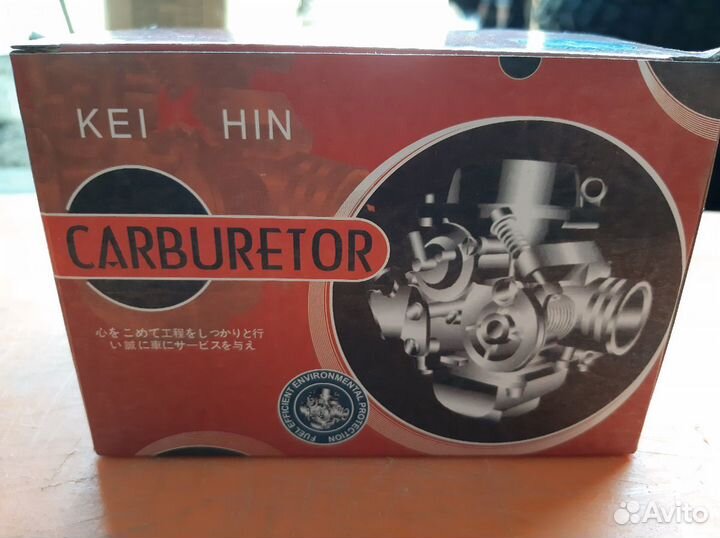 KEI HIN
CARBURETOR
心をこめて工程をしつかりと行
い誠に車にサービスを与え
FUEL EFFICIENT ENVIRONMENTAL PROTECTION
Avito